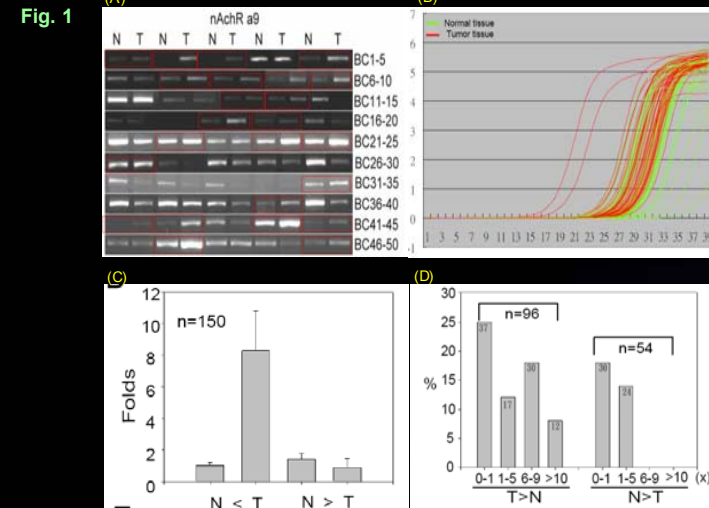 Fig. 1
(A)
nAchR a9
N T N T N T N T N T
BC1-5
BC6-10
BC11-15
BC16-20
BC21-25
BC26-30
BC31-35
BC36-40
BC41-45
BC46-50
Normal tissue
Tumor tissue
7
6
5
4
3
2
1
0
-1
1 3 5 7 9 11 13 15 17 19 21 23 25 27 29 31 33 35 37 39
(C)
n=150
Folds
12
10
8
6
4
2
0
N < T N > T
(D)
n=96
n=54
%
30
25
20
15
10
5
0
37
17
30
12
30
24
0-1 1-5 6-9 >10 0-1 1-5 6-9 >10 (x)
T>N N>T